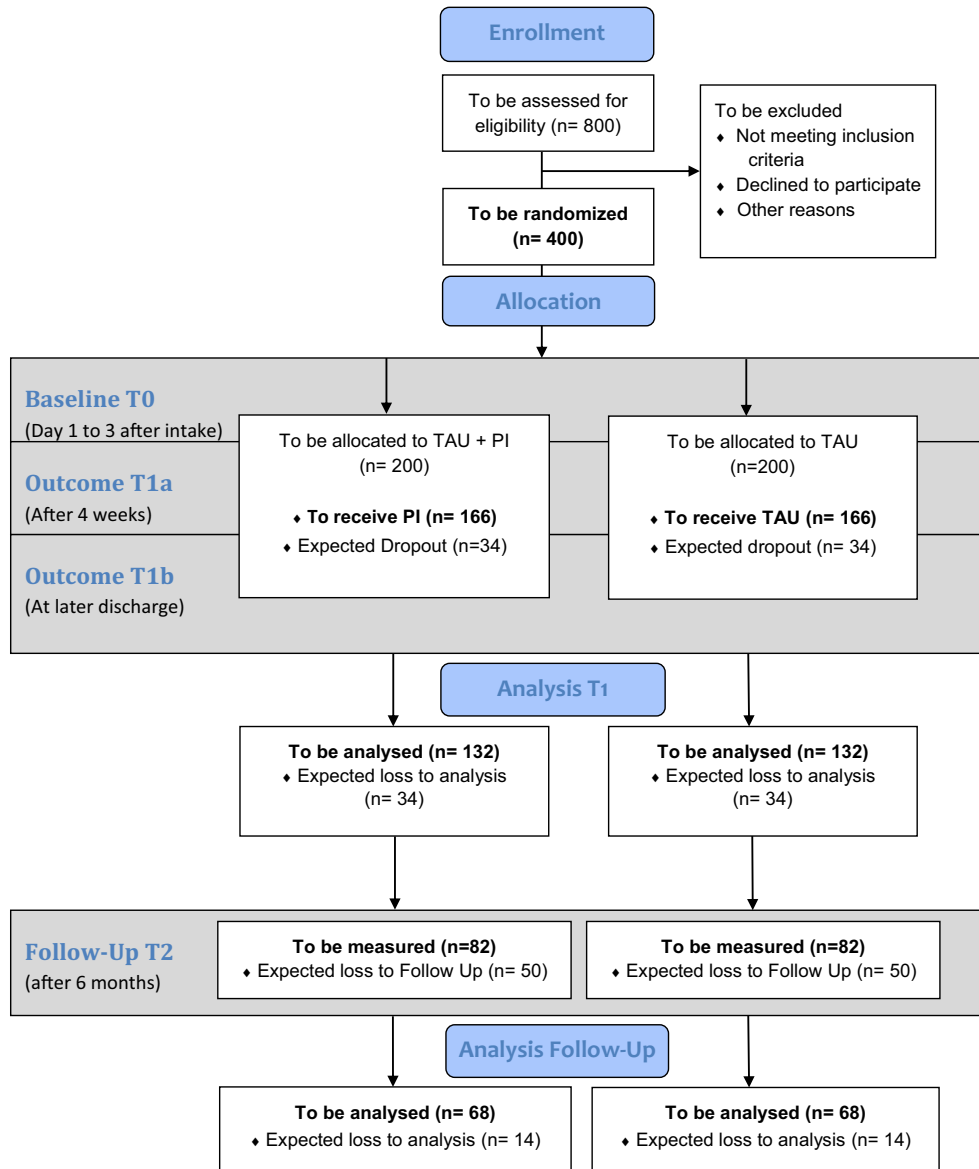 Enrollment
To be assessed for
eligibility (n= 800)
To be excluded
♦ Not meeting inclusion
criteria
♦ Declined to participate
♦ Other reasons
To be randomized
(n= 400)
Allocation
Baseline T0
(Day 1 to 3 after intake)
Outcome T1a
(After 4 weeks)
Outcome T1b
(At later discharge)
To be allocated to TAU + PI
(n= 200)
♦ To receive PI (n= 166)
♦ Expected Dropout (n=34)
To be allocated to TAU
(n=200)
♦ To receive TAU (n= 166)
♦ Expected dropout (n= 34)
Analysis T1
To be analysed (n= 132)
♦ Expected loss to analysis
(n= 34)
To be analysed (n= 132)
♦ Expected loss to analysis
(n= 34)
Follow-Up T2
(after 6 months)
To be measured (n=82)
♦ Expected loss to Follow Up (n= 50)
To be measured (n=82)
♦ Expected loss to Follow Up (n= 50)
Analysis Follow-Up
To be analysed (n= 68)
♦ Expected loss to analysis (n= 14)
To be analysed (n= 68)
♦ Expected loss to analysis (n= 14)